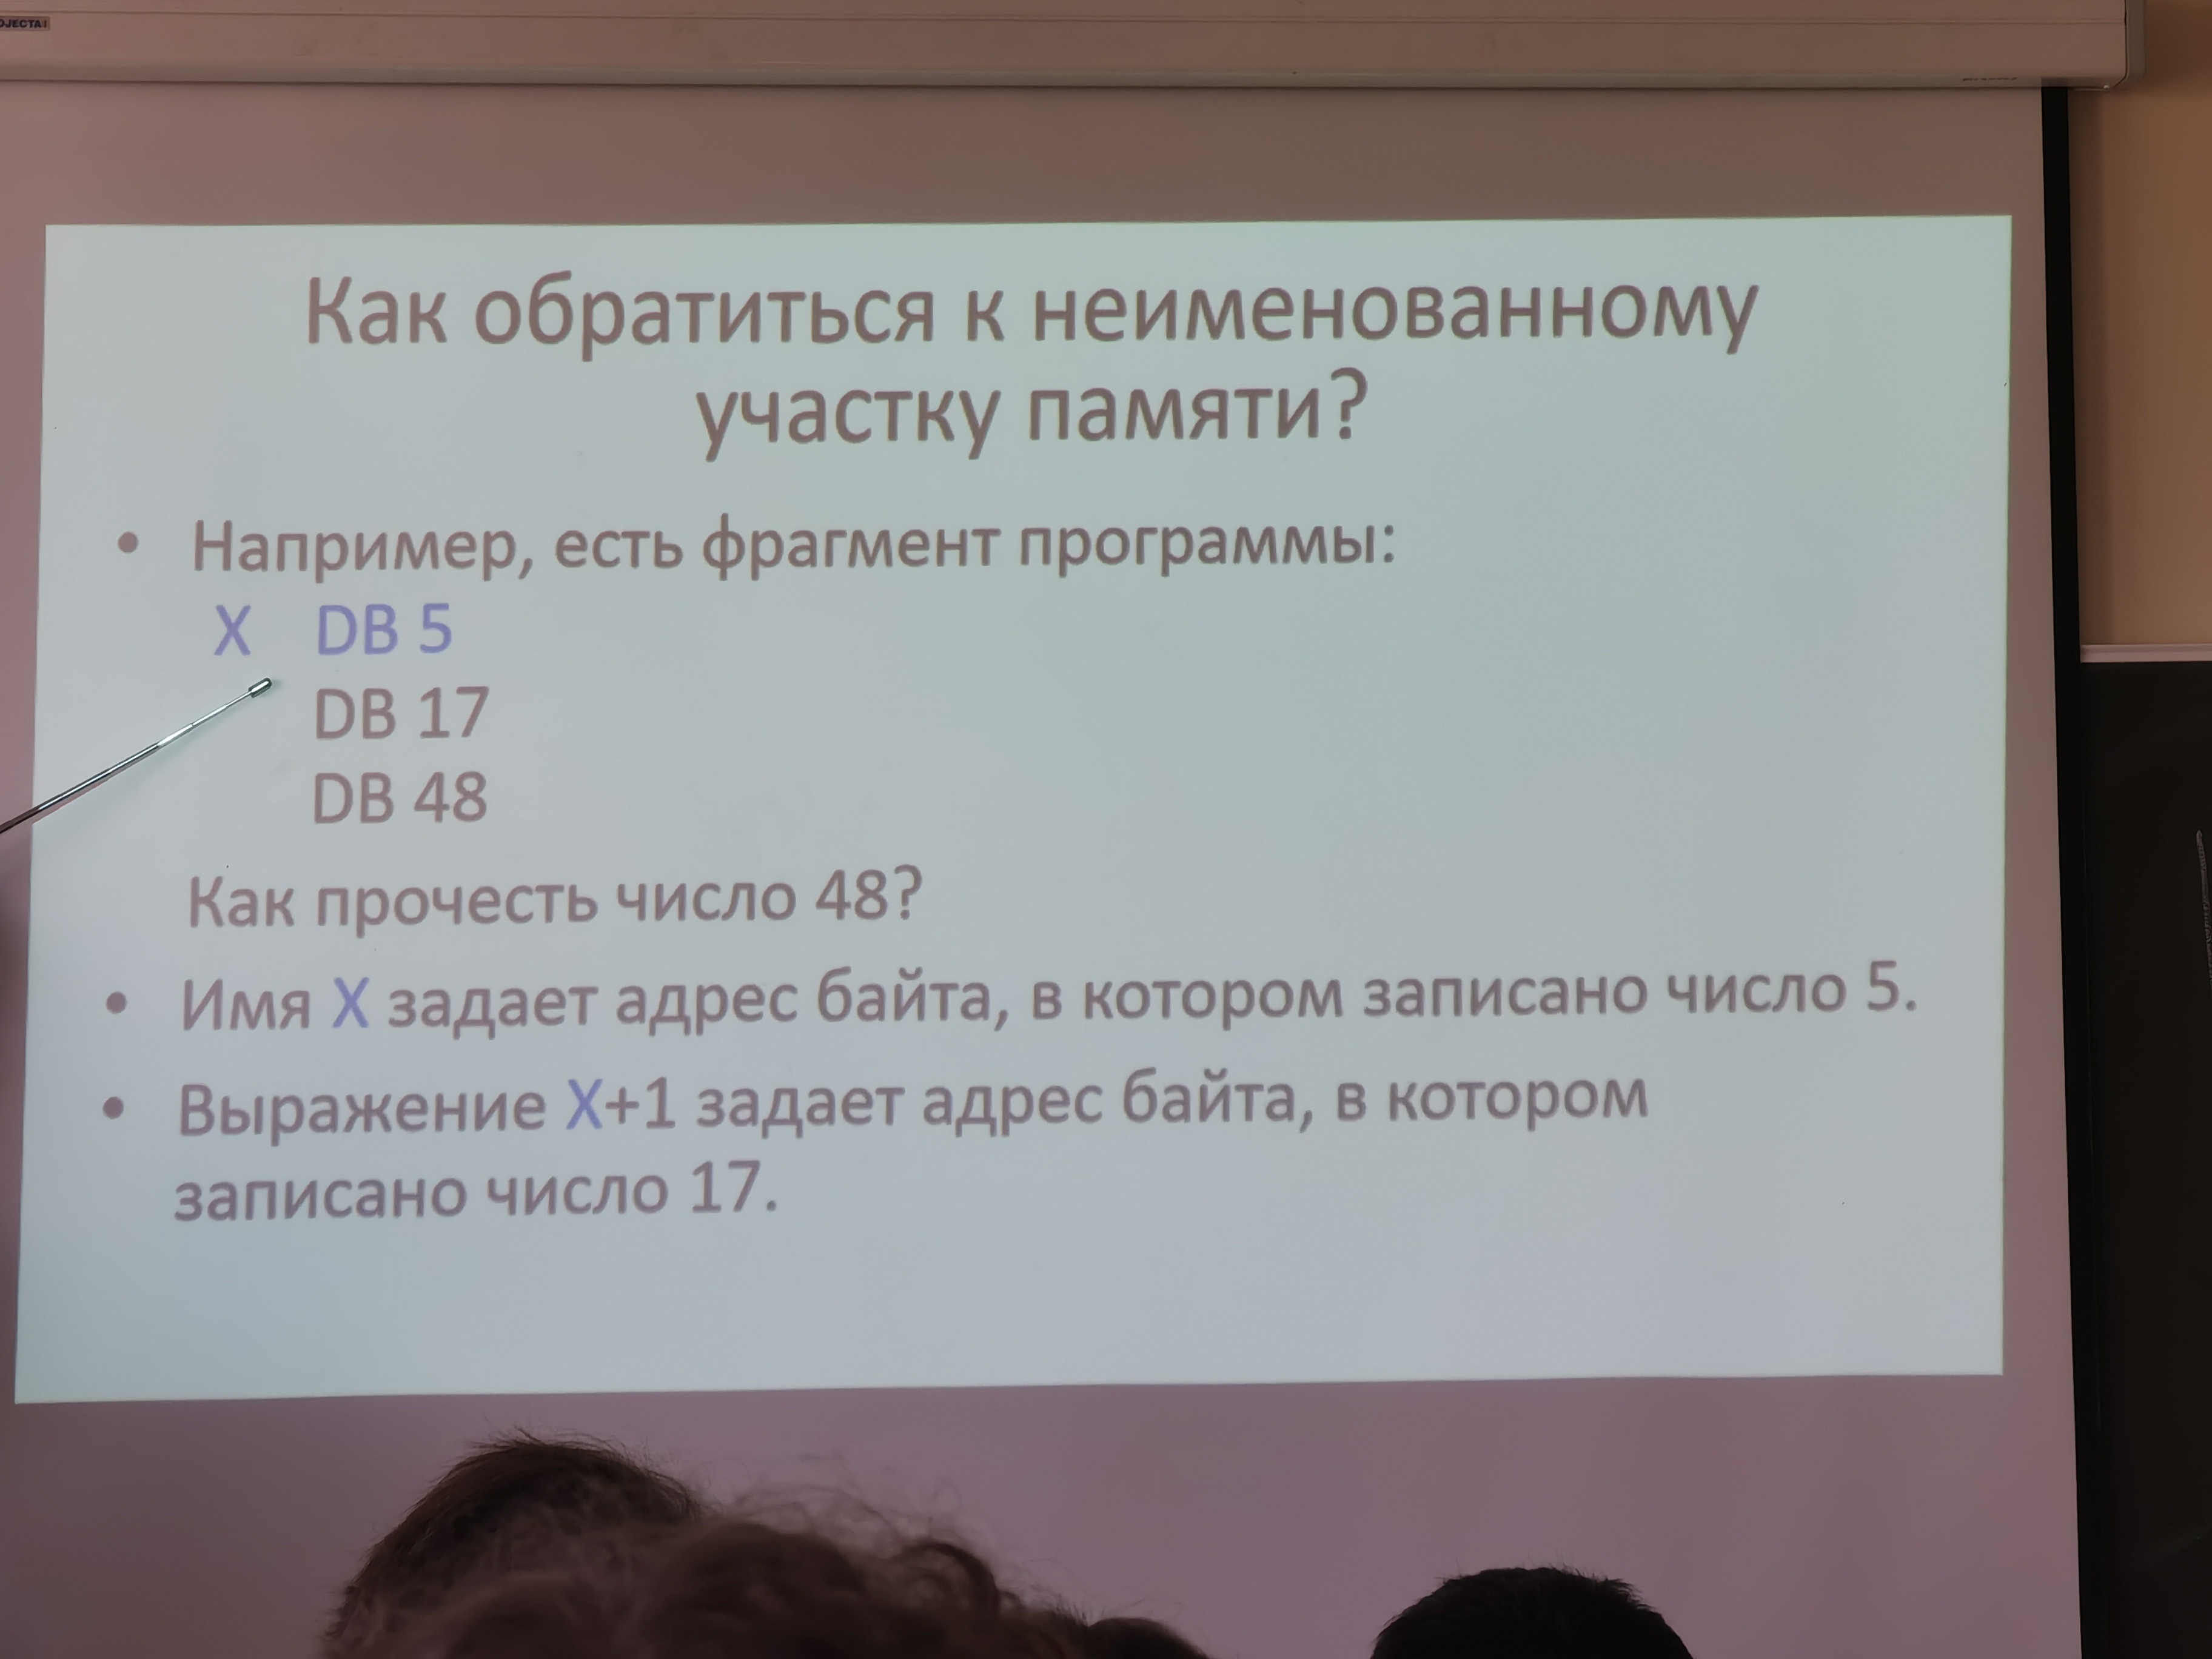 OJECTA
Как обратиться к неименованному
участку памяти?
• Например, есть фрагмент программы:
X DB 5
DB 17
DB 48
Как прочесть число 48?
• Имя X задает адрес байта, в котором записано число 5.
• Выражение X+1 задает адрес байта, в котором
записано число 17.